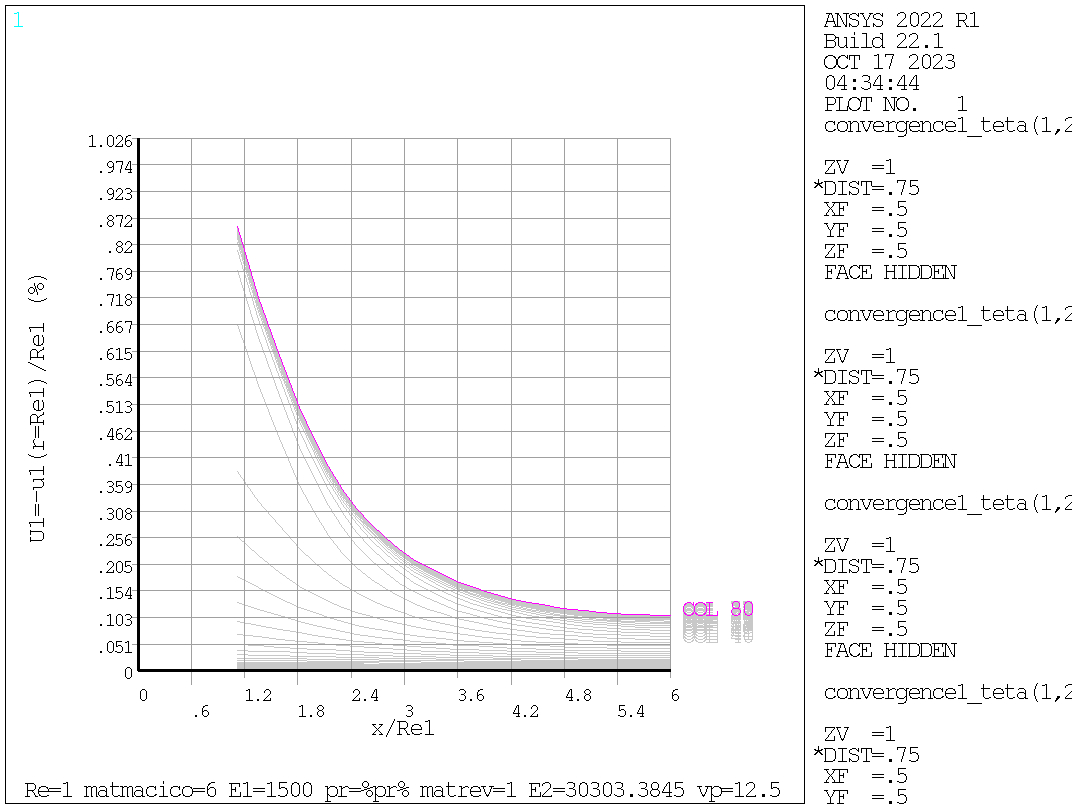 1
ANSYS 2022 R1
Build 22.1
OCT 17 2023
04:34:44
PLOT NO. 1
convergence1_teta(1,2
ZV =1
*DIST=.75
XF =.5
YF =.5
ZF =.5
FACE HIDDEN
convergence1_teta(1,2
ZV =1
*DIST=.75
XF =.5
YF =.5
ZF =.5
FACE HIDDEN
convergence1_teta(1,2
ZV =1
*DIST=.75
XF =.5
YF =.5
ZF =.5
FACE HIDDEN
convergence1_teta(1,2
ZV =1
*DIST=.75
XF =.5
YF =.5
1.026
.974
.923
.872
.82
.769
.718
.667
.615
.564
.513
.462
.41
.359
.308
.256
.205
.154
.103
.051
0
U1=-u1(r=Re1)/Re1 (%)
COL 80
0
.6
1.2
1.8
2.4
3
3.6
4.2
4.8
5.4
6
x/Re1
Re=1 matmacico=6 E1=1500 pr=%pr% matrev=1 E2=30303.3845 vp=12.5